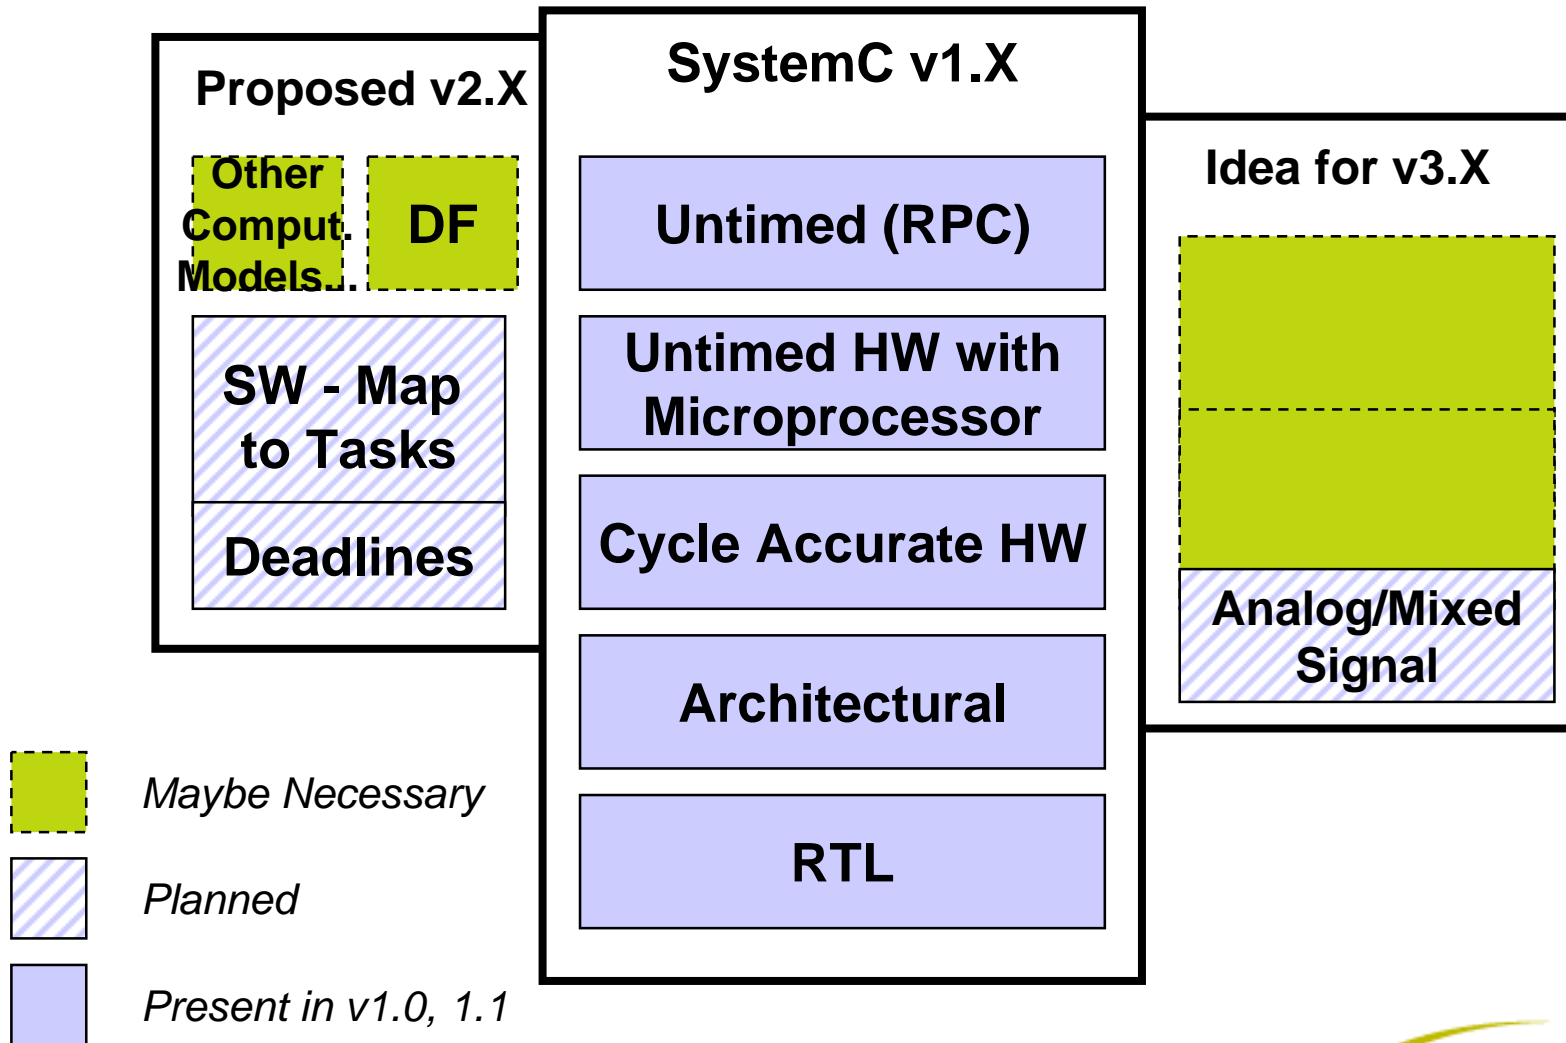 Proposed v2.X
Other
Comput.
Models...
DF
SW - Map
to Tasks
Deadlines
SystemC v1.X
Untimed (RPC)
Untimed HW with
Microprocessor
Cycle Accurate HW
Architectural
RTL
Idea for v3.X
Analog/Mixed
Signal
Maybe Necessary
Planned
Present in v1.0, 1.1